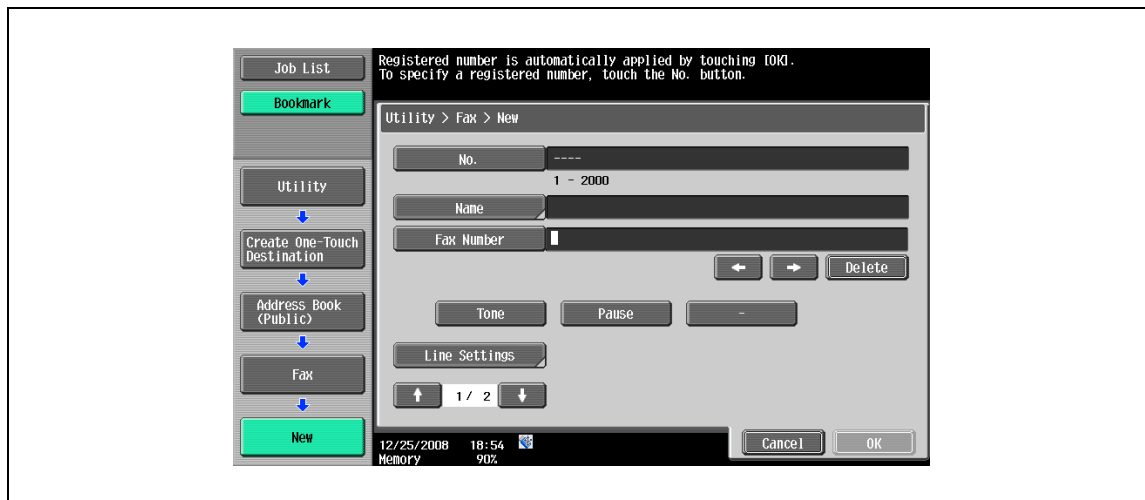 Job List
Bookmark
Registered number is automatically applied by touching [OK].
To specify a registered number, touch the No. button.
Utility > Fax > New
No.
----
1 - 2000
Name
Fax Number
← → Delete
Tone
Pause
-
Line Settings
↑ 1/ 2 ↓
Utility
Create One-Touch
Destination
Address Book
(Public)
Fax
New
12/25/2008 18:54
Memory 90%
Cancel
OK